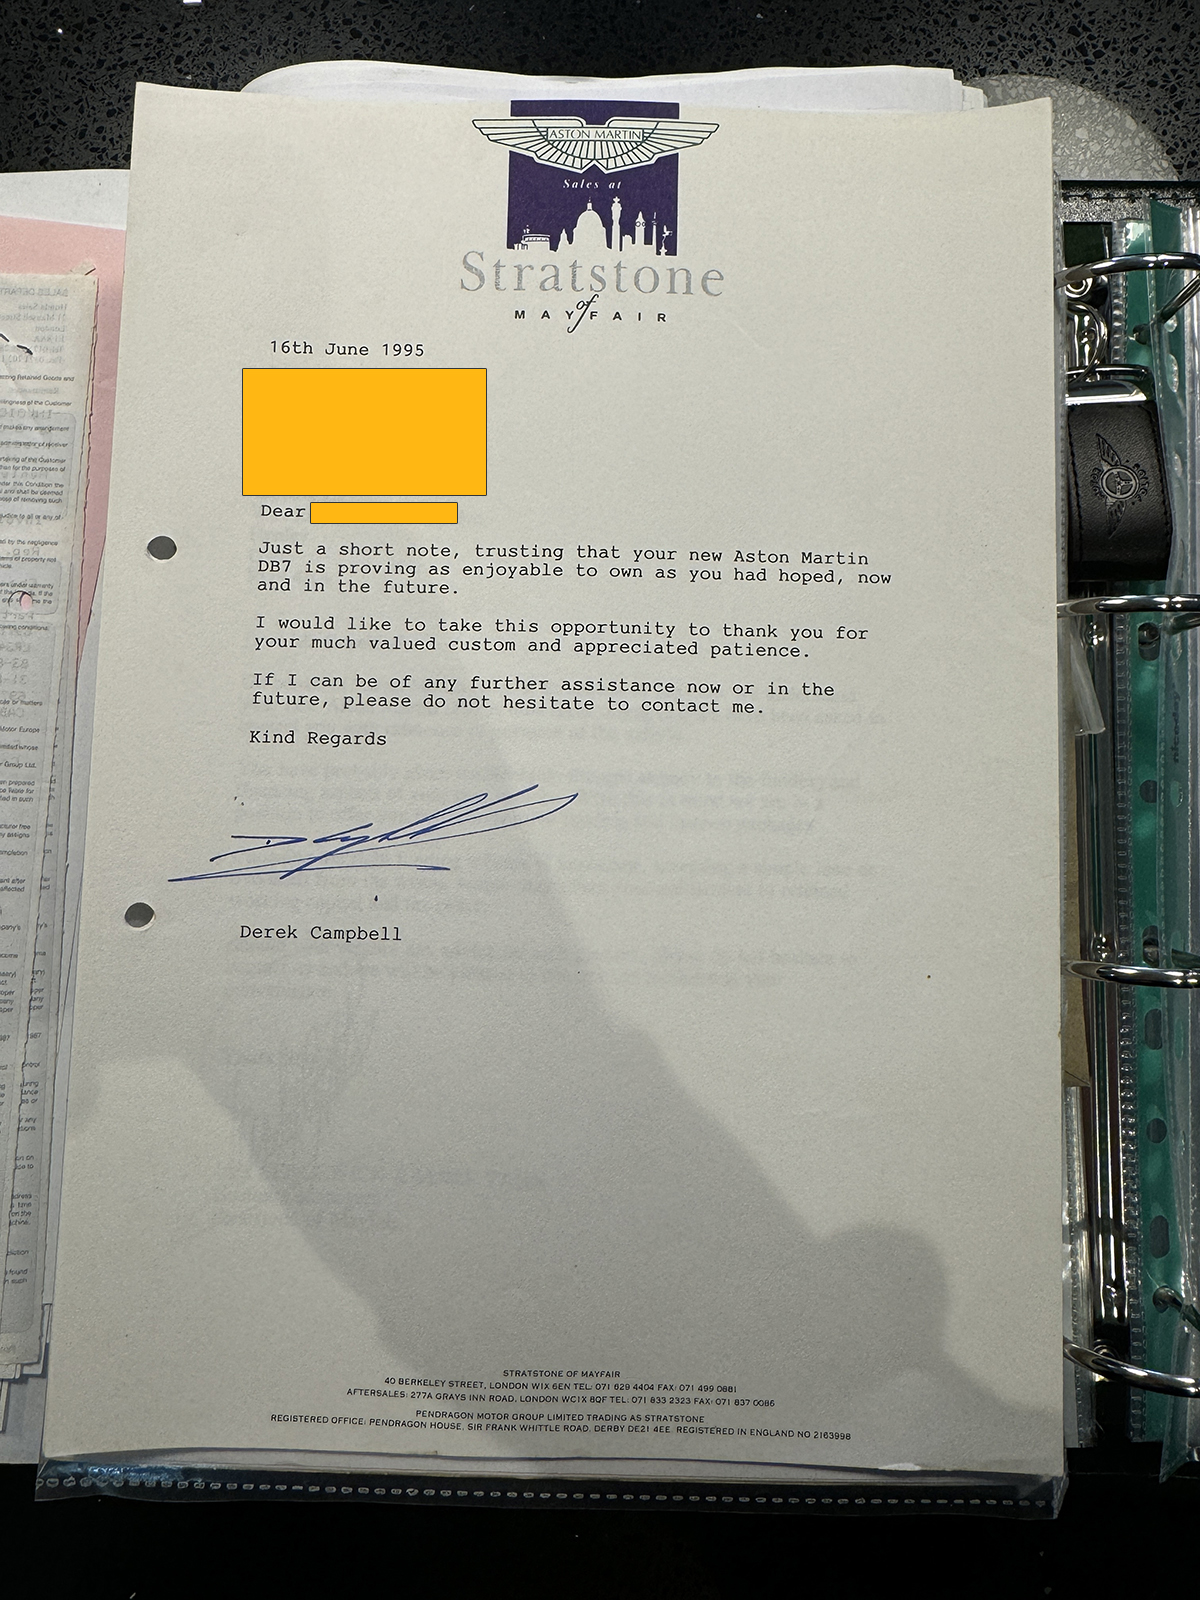 ASTON MARTIN
Sales at
Stratstone
of
MAYFAIR
16th June 1995
Dear
Just a short note, trusting that your new Aston Martin
DB7 is proving as enjoyable to own as you had hoped, now
and in the future.
I would like to take this opportunity to thank you for
your much valued custom and appreciated patience.
If I can be of any further assistance now or in the
future, please do not hesitate to contact me.
Kind Regards
Derek Campbell
STRATSTONE OF MAYFAIR
40 BERKELEY STREET, LONDON W1X 6EN TEL: 071 629 4404 FAX: 071 499 0881
AFTERSALES: 277A GRAYS INN ROAD, LONDON WC1X 8QF TEL: 071 833 2323 FAX: 071 837 0086
PENDRAGON MOTOR GROUP LIMITED TRADING AS STRATSTONE
REGISTERED OFFICE: PENDRAGON HOUSE, SIR FRANK WHITTLE ROAD, DERBY DE21 4EE. REGISTERED IN ENGLAND NO 2163998